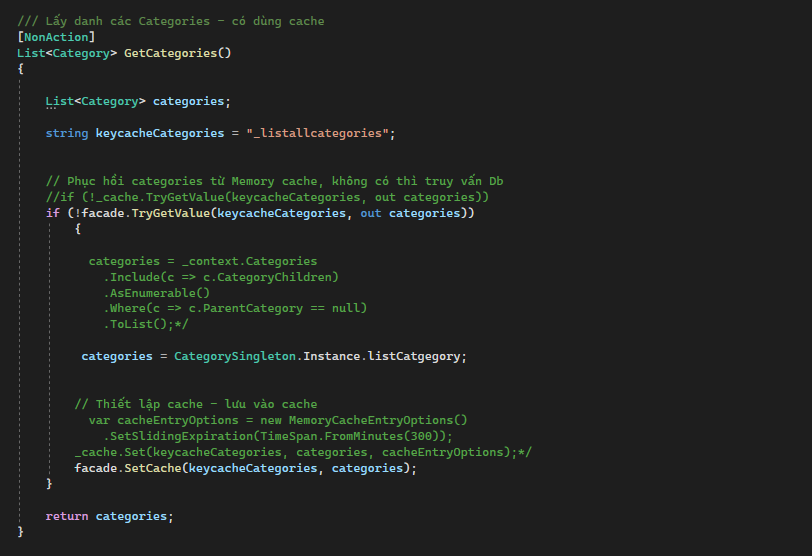 /// Lấy danh các Categories - có dùng cache
[NonAction]
List<Category> GetCategories()
{
List<Category> categories;
string keycacheCategories = "_listallcategories";
// Phục hồi categories từ Memory cache, không có thì truy vấn Db
//if (!_cache.TryGetValue(keycacheCategories, out categories))
if (!facade.TryGetValue(keycacheCategories, out categories))
{
categories = _context.Categories
.Include(c => c.CategoryChildren)
.AsEnumerable()
.Where(c => c.ParentCategory == null)
.ToList();*/
categories = CategorySingleton.Instance.listCatgegory;
// Thiết lập cache - lưu vào cache
var cacheEntryOptions = new MemoryCacheEntryOptions()
.SetSlidingExpiration(TimeSpan.FromMinutes(300));
_cache.Set(keycacheCategories, categories, cacheEntryOptions);*/
facade.SetCache(keycacheCategories, categories);
}
return categories;
}